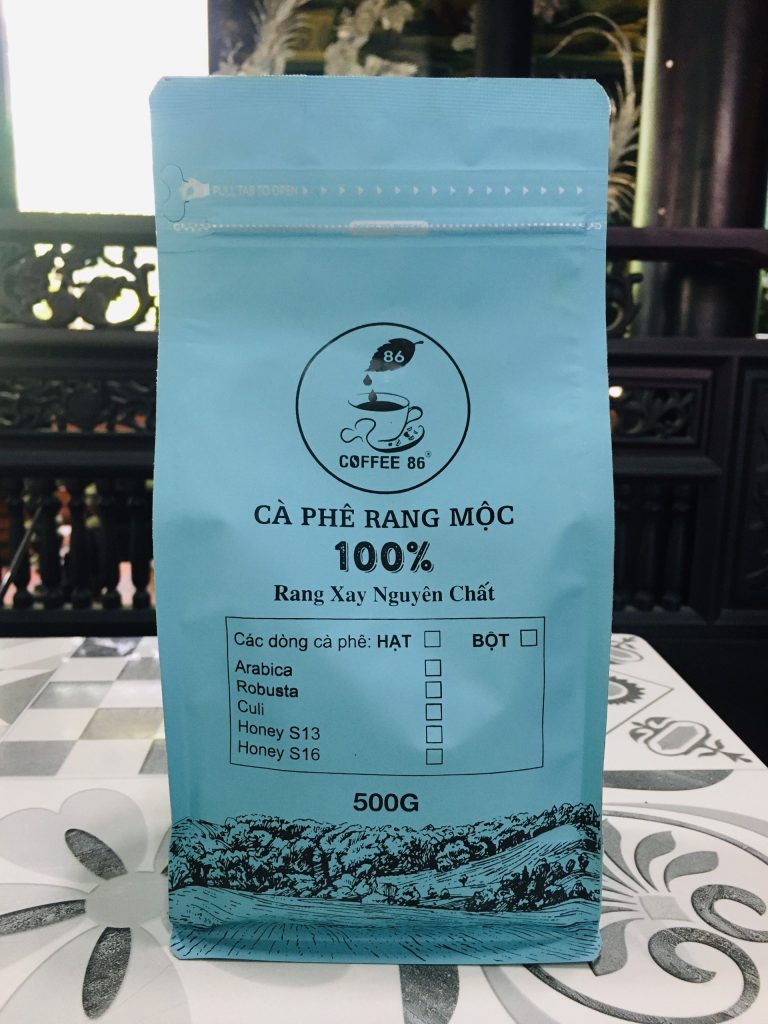 PULL TAB TO OPEN
86
COFFEE 86®
CÀ PHÊ RANG MỘC
100%
Rang Xay Nguyên Chất
Các dòng cà phê: HẠT BỘT
Arabica
Robusta
Culi
Honey S13
Honey S16
500G